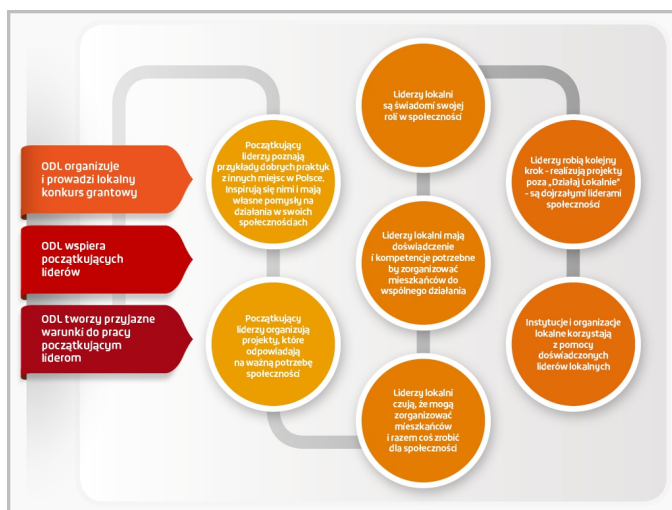 ODL organizuje
i prowadzi lokalny
konkurs grantowy
ODL wspiera
początkujących
liderów
ODL tworzy przyjazne
warunki do pracy
początkującym
liderom
Początkujący
liderzy poznają
przykłady dobrych praktyk
z innych miejsc w Polsce.
Inspirują się nimi i mają
własne pomysły na
działania w swoich
społecznościach
Początkujący
liderzy organizują
projekty, które
odpowiadają
na ważną potrzebę
społeczności
Liderzy lokalni
są świadomi swojej
roli w społeczności
Liderzy lokalni mają
doświadczenie
i kompetencje potrzebne
by zorganizować
mieszkańców do
wspólnego działania
Liderzy lokalni
czują, że mogą
zorganizować
mieszkańców
i razem coś zrobić
dla społeczności
Liderzy robią kolejny
krok - realizują projekty
poza „Działaj Lokalnie"
- są dojrzałymi liderami
społeczności
Instytucje i organizacje
lokalne korzystają
z pomocy
doświadczonych
liderów lokalnych